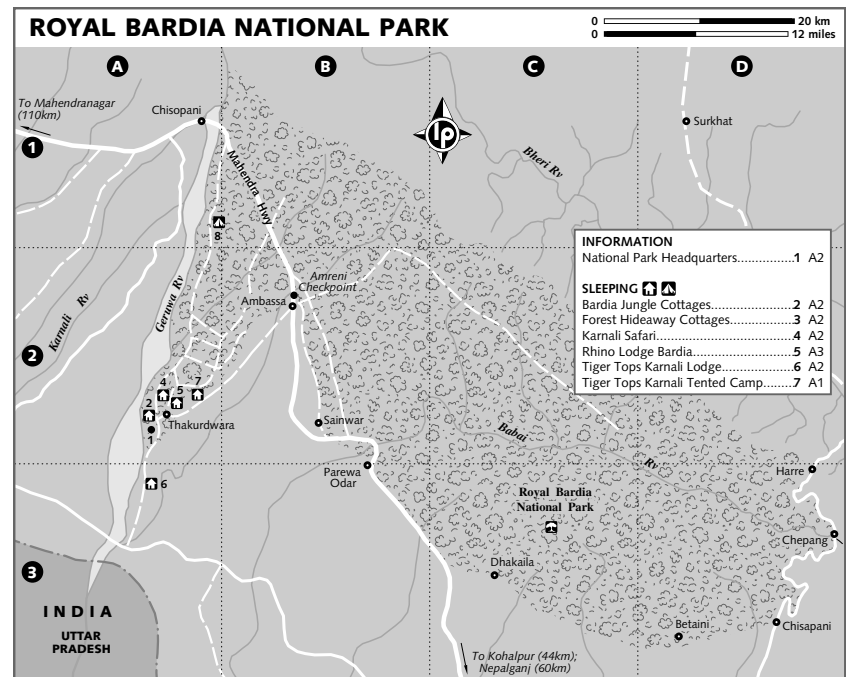 ROYAL BARDIA NATIONAL PARK
0 20 km
0 12 miles
A B C D
To Mahendranagar
(110km)
Chisopani
lp
Surkhat
1
Mahendra Hwy
Bheri Rv
8
INFORMATION
National Park Headquarters...............1 A2
SLEEPING
Bardia Jungle Cottages....................2 A2
Forest Hideaway Cottages................3 A2
Karnali Safari................................4 A2
Rhino Lodge Bardia........................5 A3
Tiger Tops Karnali Lodge.................6 A2
Tiger Tops Karnali Tented Camp........7 A1
Geruwa Rv
Karnali Rv
Amreni
Checkpoint
Ambassa
2
4 5 7
2
Thakurdwara
1
Sainwar
Babai Rv
Parewa
Odar
Harre
6
Royal Bardia
National Park
Chepang
3
Dhakaila
INDIA
UTTAR
PRADESH
Betaini
Chisapani
To Kohalpur (44km);
Nepalganj (60km)